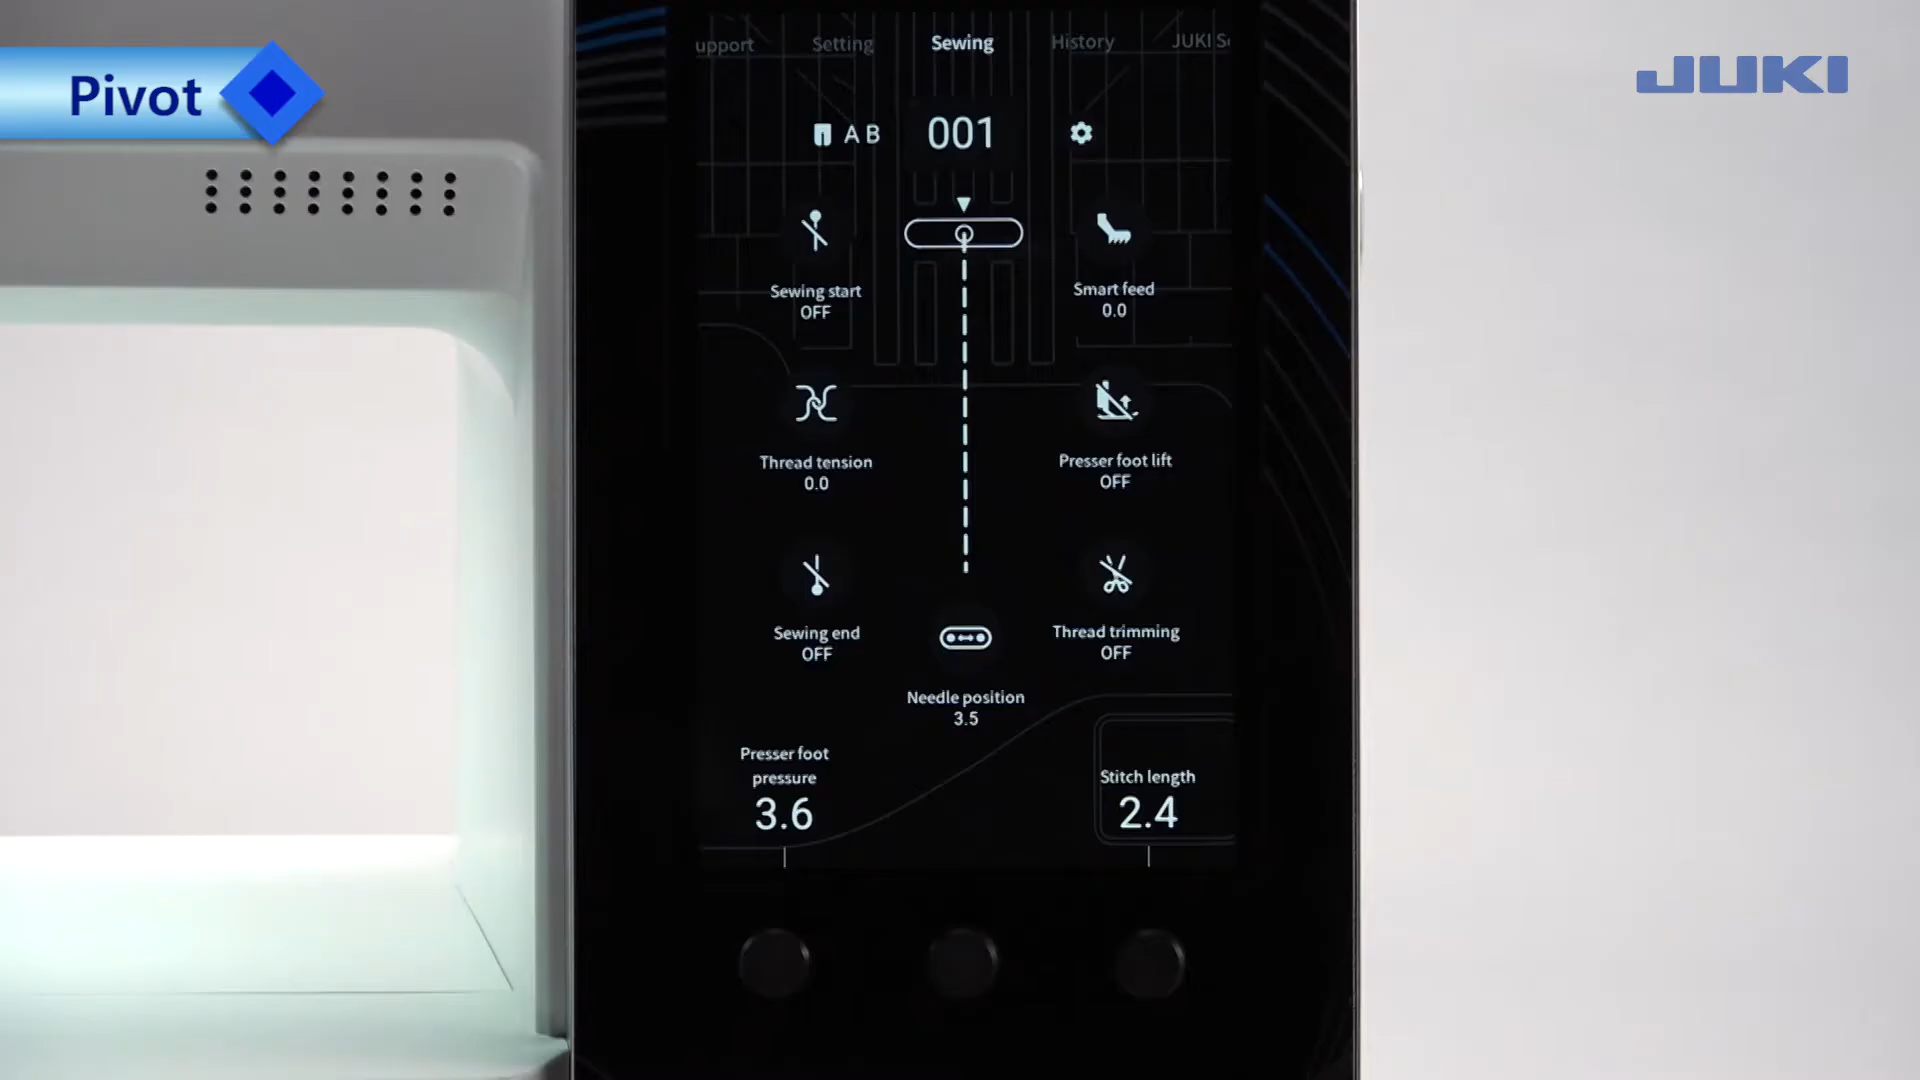 Pivot
JUKI
upport Setting Sewing History JUKI S
A B 001
Sewing start
OFF
Smart feed
0.0
Thread tension
0.0
Presser foot lift
OFF
Sewing end
OFF
Thread trimming
OFF
Needle position
3.5
Presser foot
pressure
3.6
Stitch length
2.4